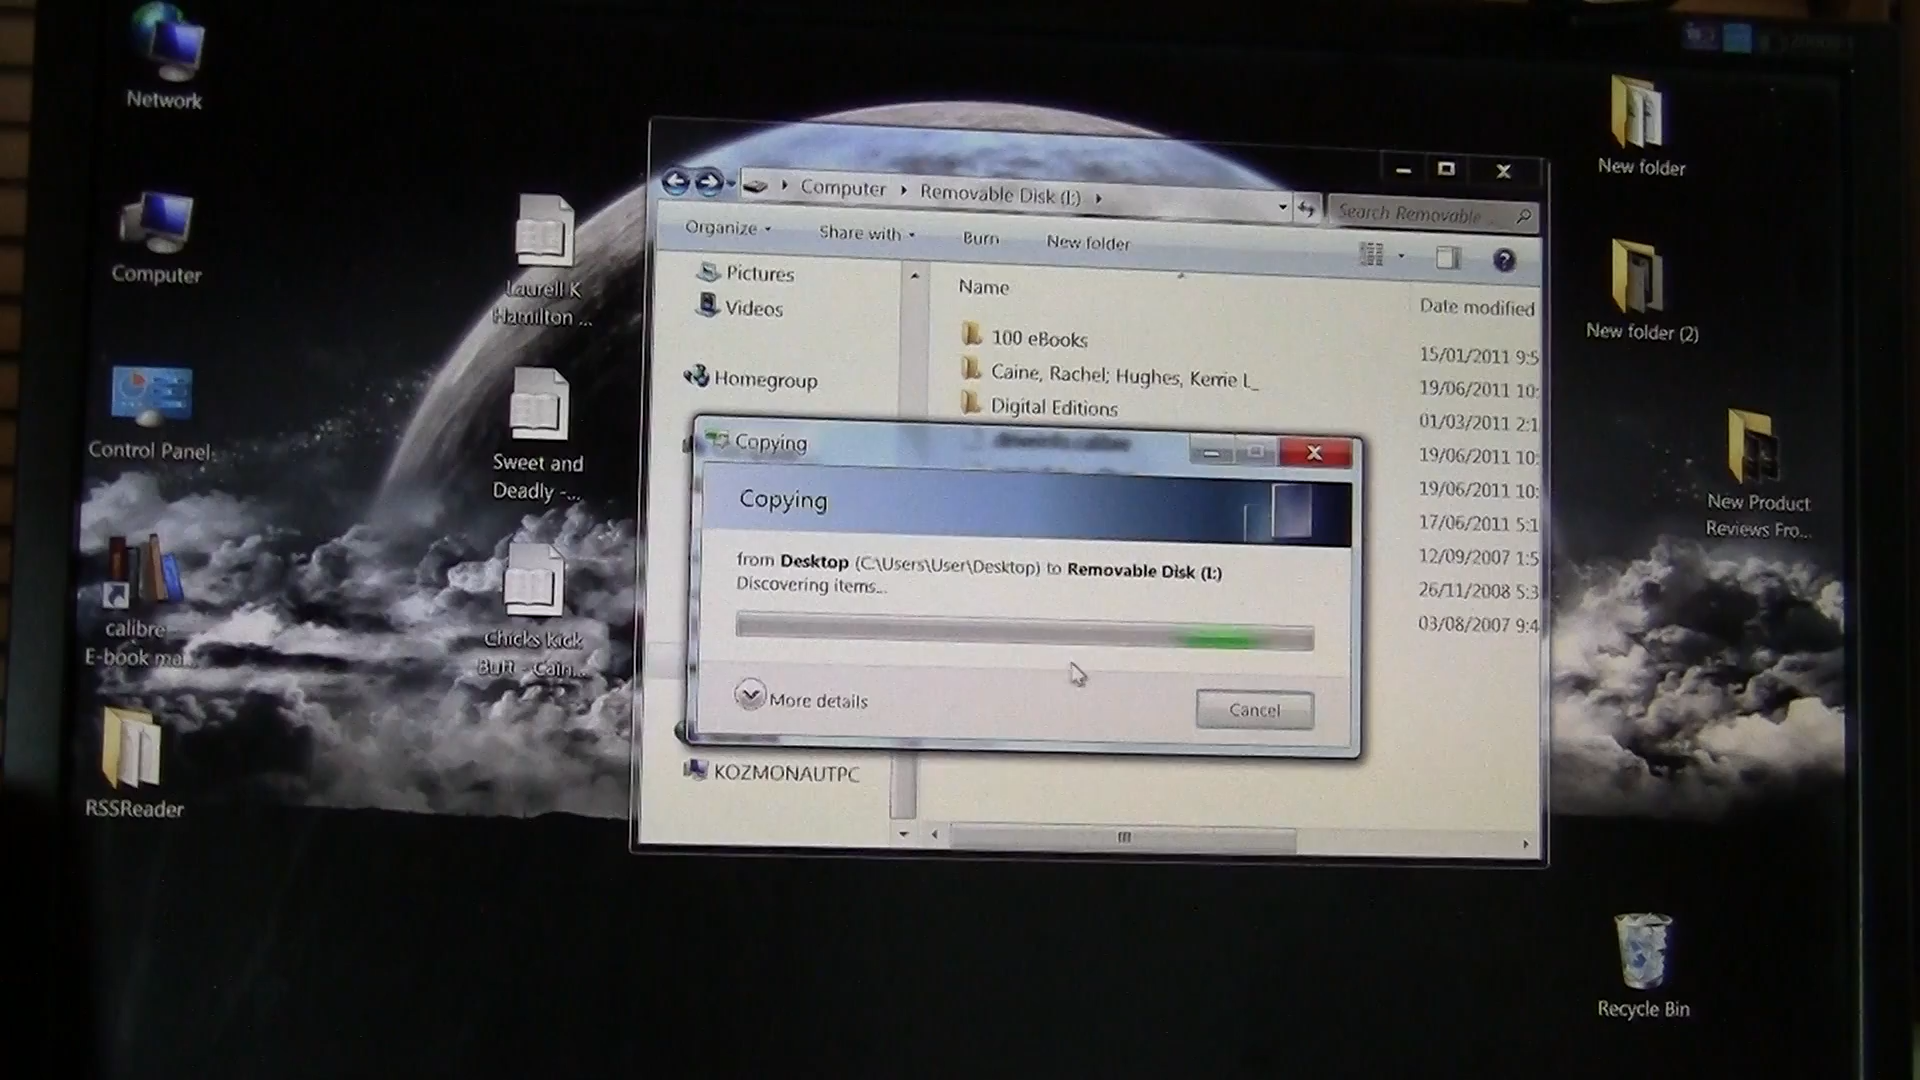 Network
Computer
Control Panel
calibre
E-book ma...
RSSReader
Laurell K
Hamilton ...
Sweet and
Deadly -...
Chicks Kick
Butt - Cain...
Computer
Removable Disk (I:)
Search Removable ...
Organize
Share with
Burn
New folder
Pictures
Videos
Homegroup
KOZMONAUTPC
Name
Date modified
100 eBooks
15/01/2011 9:5
Caine, Rachel; Hughes, Kerrie L_
19/06/2011 10:
Digital Editions
01/03/2011 2:1
19/06/2011 10:
19/06/2011 10:
17/06/2011 5:1
12/09/2007 1:5
26/11/2008 5:3
03/08/2007 9:4
Copying
Copying
from Desktop (C:\Users\User\Desktop) to Removable Disk (I:)
Discovering items...
More details
Cancel
New folder
New folder (2)
New Product
Reviews Fro...
Recycle Bin